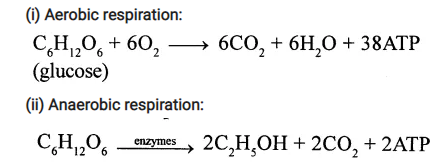 (i) Aerobic respiration:
C₆H₁₂O₆ + 6O₂ ⟶ 6CO₂ + 6H₂O + 38ATP
(glucose)
(ii) Anaerobic respiration:
C₆H₁₂O₆ —enzymes→ 2C₂H₅OH + 2CO₂ + 2ATP